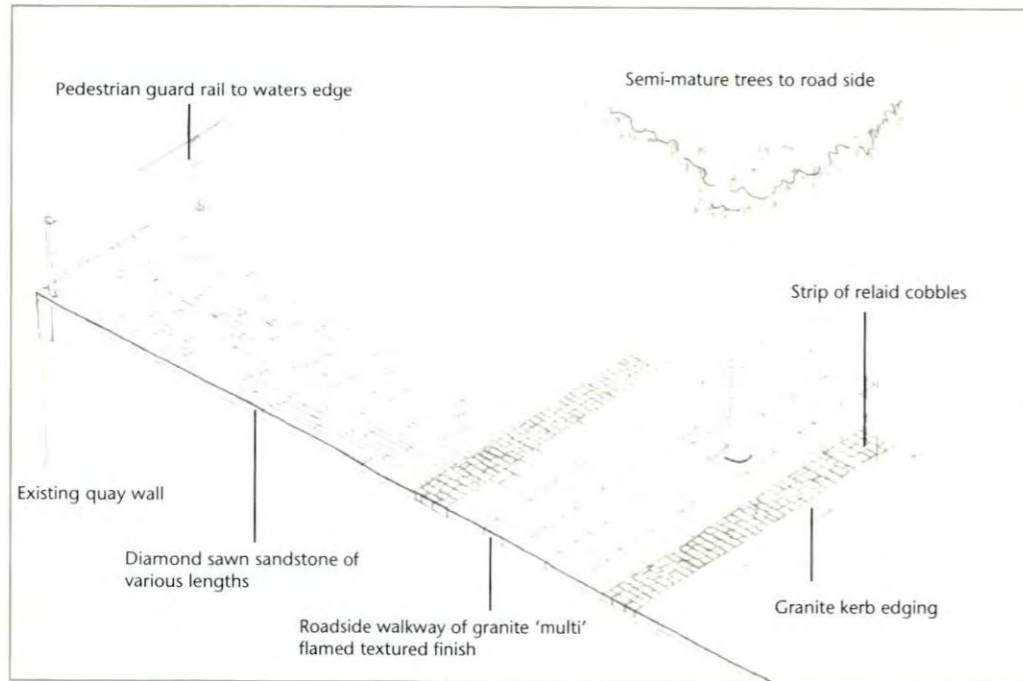 Pedestrian guard rail to waters edge
Semi-mature trees to road side
Strip of relaid cobbles
Existing quay wall
Diamond sawn sandstone of
various lengths
Granite kerb edging
Roadside walkway of granite ‘multi’
flamed textured finish